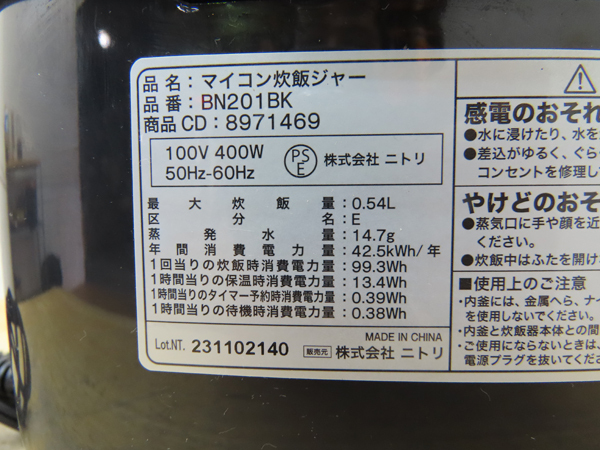 品名：マイコン炊飯ジャー
品番：BN201BK
商品CD：8971469
100V 400W
50Hz-60Hz
PSE
株式会社 ニトリ
最大炊飯量：0.54L
区分名：E
蒸発水量：14.7g
年間消費電力量：42.5kWh/年
1回当りの炊飯時消費電力量：99.3Wh
1時間当りの保温時消費電力量：13.4Wh
1時間当りのタイマー予約時消費電力量：0.39Wh
1時間当りの待機時消費電力量：0.38Wh
MADE IN CHINA
Lot.NT. 231102140 販売元 株式会社 ニトリ
感電のおそれ
●水に浸けたり、水を
●差込がゆるく、ぐら
コンセントを修理し
やけどのおそ
●蒸気口に手や顔を近
ください。
●炊飯中はふたを開け
■使用上のご注意
・内釜には、金属へら、ナイ
を使用しないでください。
・内釜と炊飯器本体との間
・ご使用にならないときは、
電源プラグを抜いてくださ